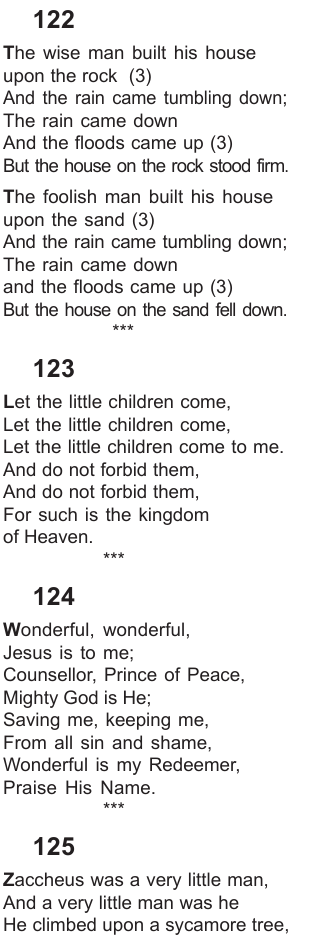 122
The wise man built his house
upon the rock (3)
And the rain came tumbling down;
The rain came down
And the floods came up (3)
But the house on the rock stood firm.
The foolish man built his house
upon the sand (3)
And the rain came tumbling down;
The rain came down
and the floods came up (3)
But the house on the sand fell down.
***
123
Let the little children come,
Let the little children come,
Let the little children come to me.
And do not forbid them,
And do not forbid them,
For such is the kingdom
of Heaven.
***
124
Wonderful, wonderful,
Jesus is to me;
Counsellor, Prince of Peace,
Mighty God is He;
Saving me, keeping me,
From all sin and shame,
Wonderful is my Redeemer,
Praise His Name.
***
125
Zaccheus was a very little man,
And a very little man was he
He climbed upon a sycamore tree,